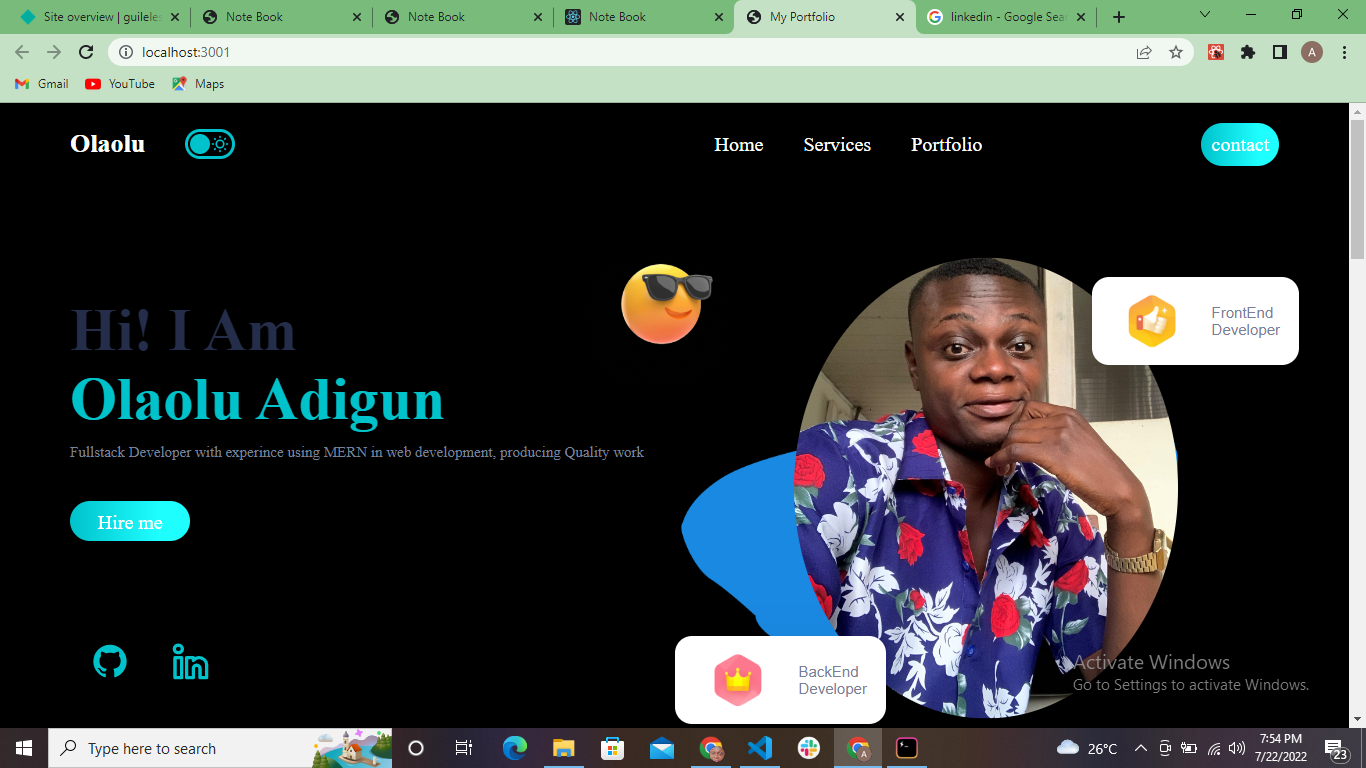 Site overview | guileles
Note Book
Note Book
Note Book
My Portfolio
linkedin - Google Sea
localhost:3001
A
Gmail
YouTube
Maps
Olaolu
Home
Services
Portfolio
contact
Hi! I Am
Olaolu Adigun
Fullstack Developer with experince using MERN in web development, producing Quality work
Hire me
FrontEnd
Developer
BackEnd
Developer
Activate Windows
Go to Settings to activate Windows.
Type here to search
26°C
7:54 PM
7/22/2022
23